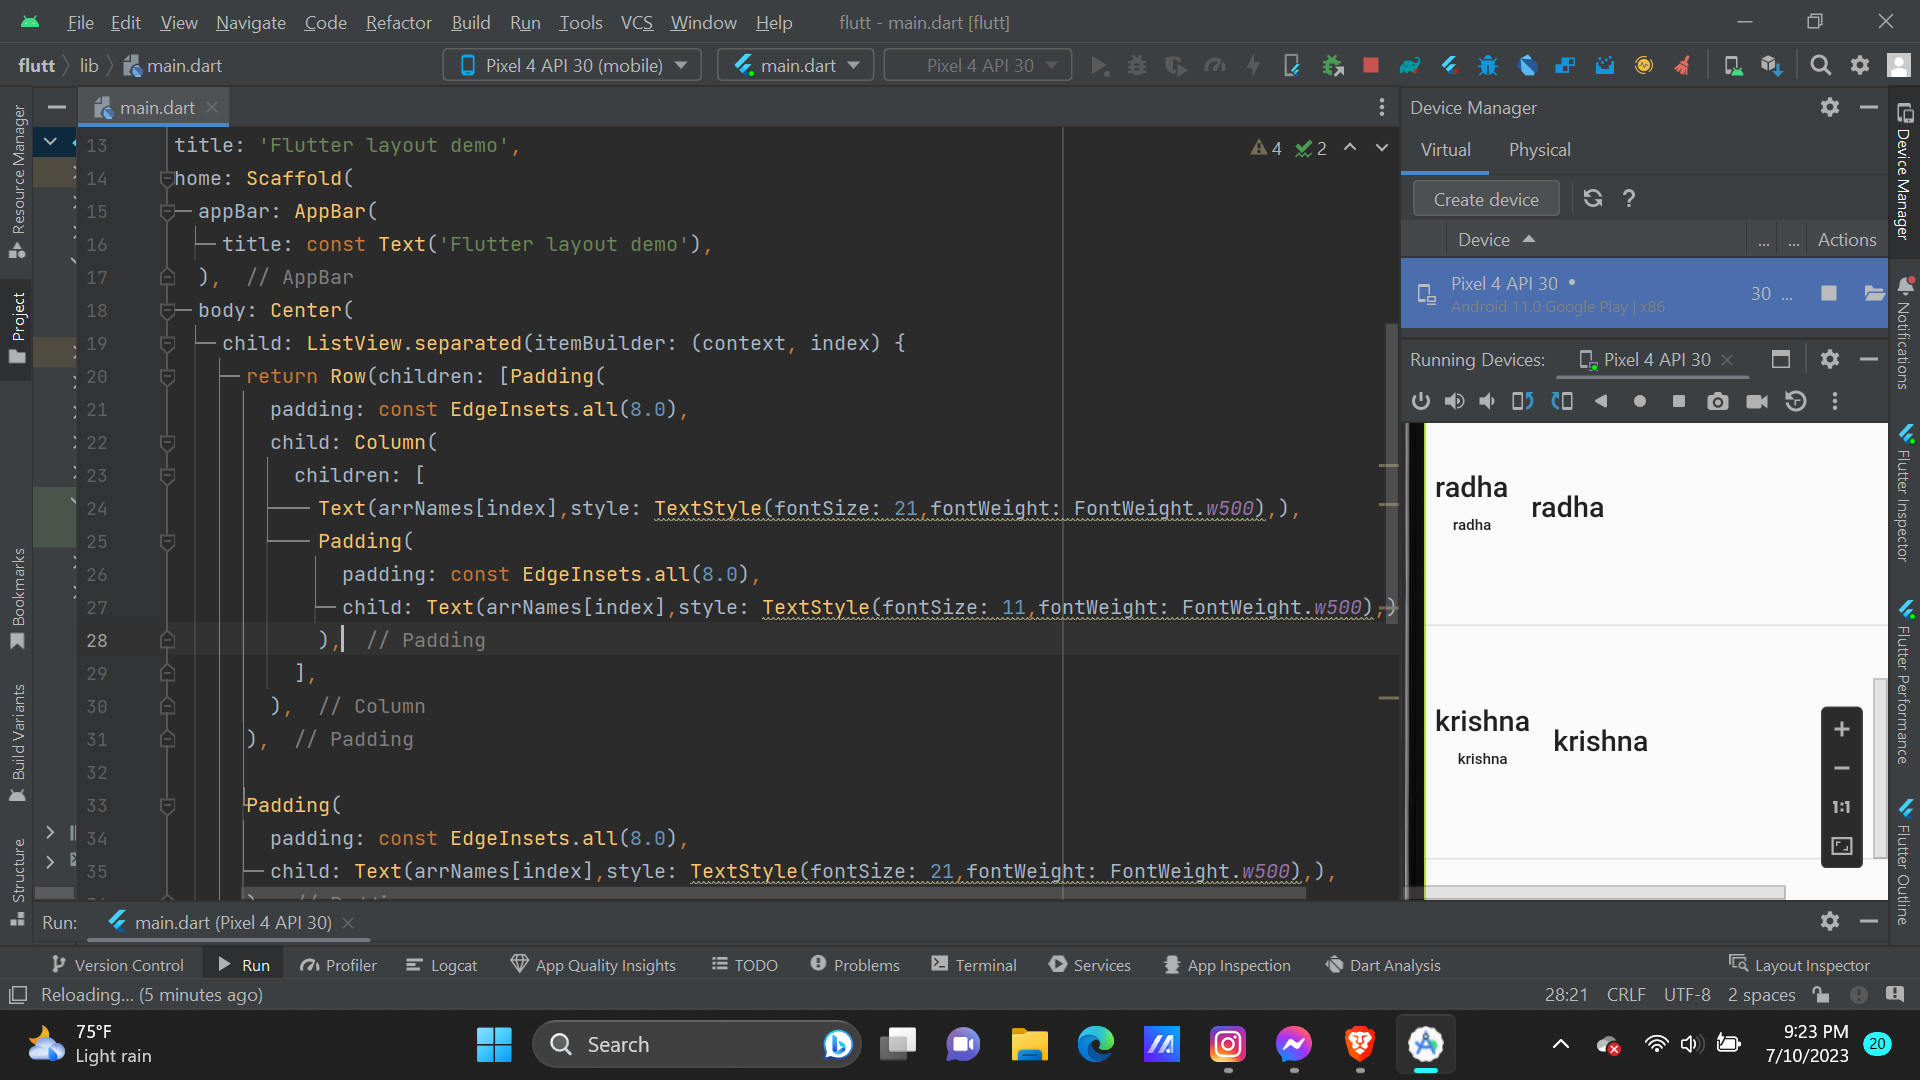 File Edit View Navigate Code Refactor Build Run Tools VCS Window Help flutt - main.dart [flutt]
flutt lib main.dart Pixel 4 API 30 (mobile) main.dart Pixel 4 API 30
main.dart
Resource Manager
Project
Bookmarks
Build Variants
Structure
4 2
13 title: 'Flutter layout demo',
14 home: Scaffold(
15 appBar: AppBar(
16 title: const Text('Flutter layout demo'),
17 ), // AppBar
18 body: Center(
19 child: ListView.separated(itemBuilder: (context, index) {
20 return Row(children: [Padding(
21 padding: const EdgeInsets.all(8.0),
22 child: Column(
23 children: [
24 Text(arrNames[index],style: TextStyle(fontSize: 21,fontWeight: FontWeight.w500),),
25 Padding(
26 padding: const EdgeInsets.all(8.0),
27 child: Text(arrNames[index],style: TextStyle(fontSize: 11,fontWeight: FontWeight.w500),)
28 ), // Padding
29 ],
30 ), // Column
31 ), // Padding
32
33 Padding(
34 padding: const EdgeInsets.all(8.0),
35 child: Text(arrNames[index],style: TextStyle(fontSize: 21,fontWeight: FontWeight.w500),),
Device Manager
Virtual Physical
Create device ?
Device ... ... Actions
Pixel 4 API 30 30 ...
Android 11.0 Google Play | x86
Running Devices: Pixel 4 API 30
radha
radha
radha
krishna
krishna
krishna
1:1
Device Manager
Notifications
Flutter Inspector
Flutter Performance
Flutter Outline
Run: main.dart (Pixel 4 API 30)
Version Control Run Profiler Logcat App Quality Insights TODO Problems Terminal Services App Inspection Dart Analysis Layout Inspector
Reloading... (5 minutes ago) 28:21 CRLF UTF-8 2 spaces
75°F
Light rain
Search
9:23 PM
7/10/2023
20